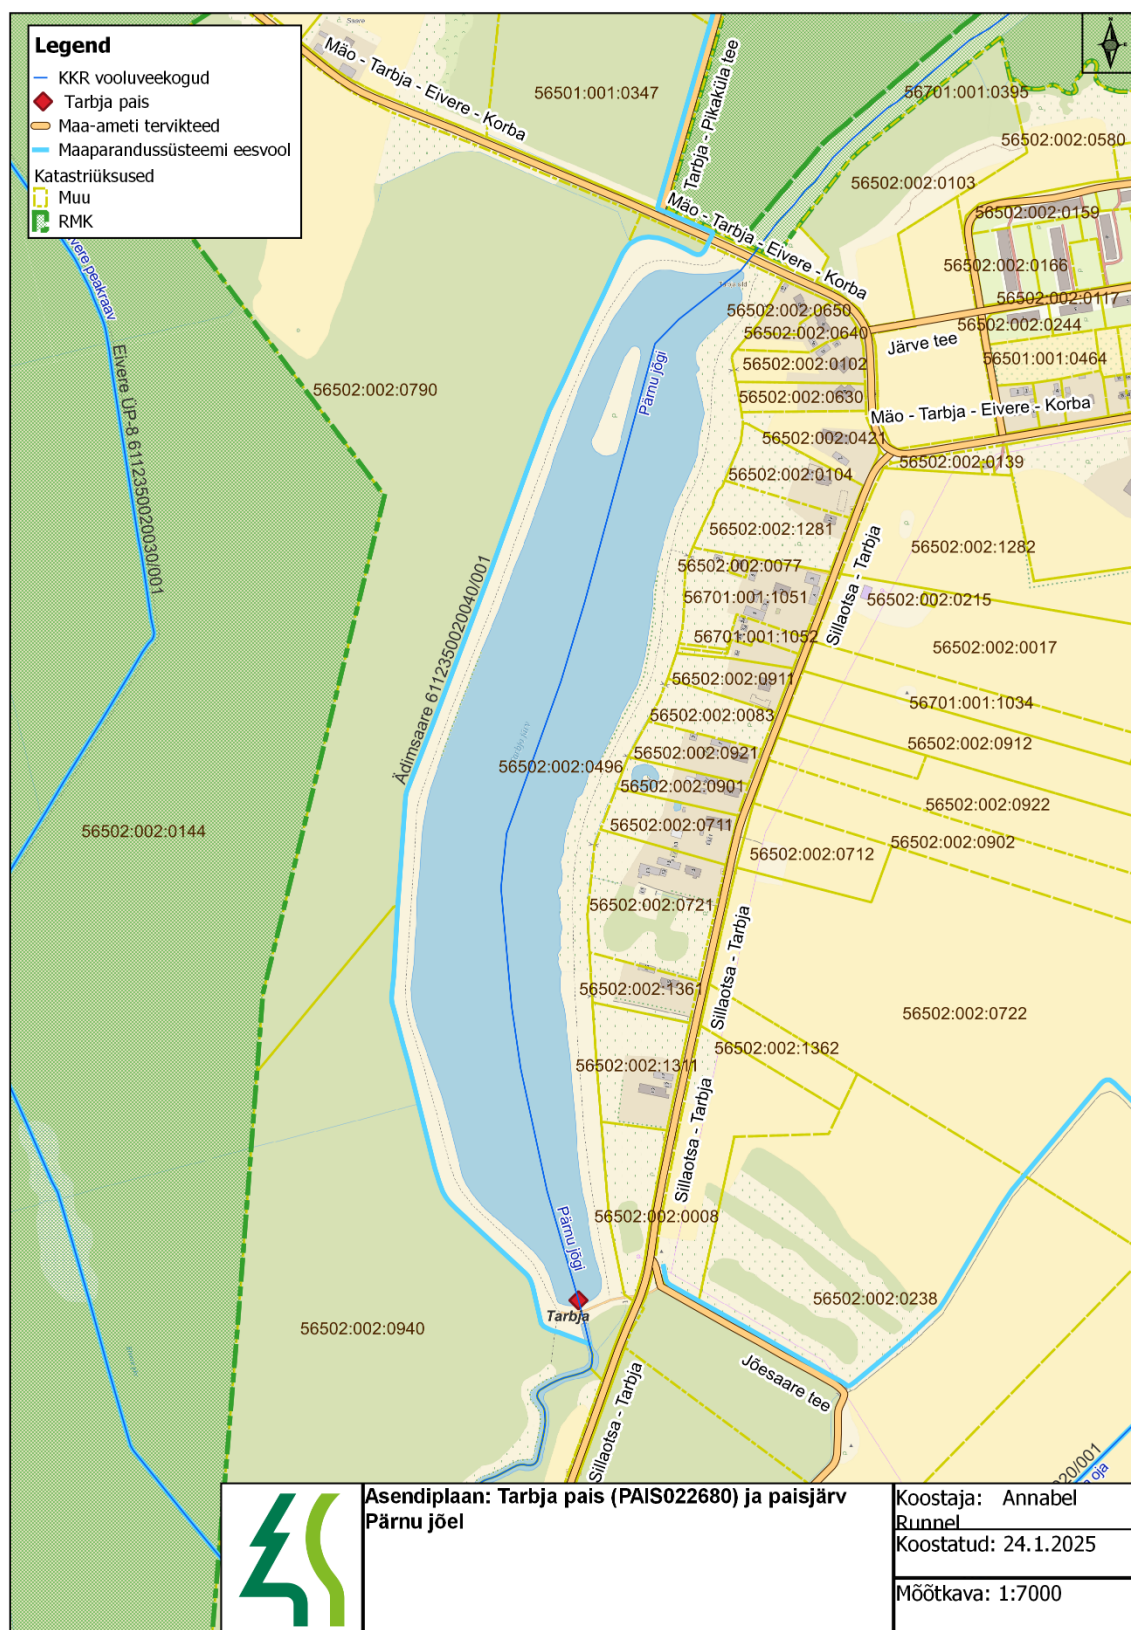 Legend
KKR vooluveekogud
Tarbja pais
Maa-ameti tervikteed
Maaparandussüsteemi eesvool
Katastriüksused
Muu
RMK
Saare
Mäo - Tarbja - Eivere - Korba
56501:001:0347
Tarbja - Pikaküla tee
56701:001:0395
56502:002:0580
56502:002:0103
56502:002:0159
Mäo - Tarbja - Eivere - Korba
56502:002:0166
56502:002:0117
56502:002:0650
56502:002:0244
56502:002:0640
Järve tee
56501:001:0464
56502:002:0102
56502:002:0790
Pärnu jõgi
56502:002:0630
Mäo - Tarbja - Eivere - Korba
vere peakraav
Eivere ÜP-8 6112350020030/001
56502:002:0421
56502:002:0139
56502:002:0104
56502:002:1281
56502:002:1282
56502:002:0077
56701:001:1051
56502:002:0215
Sillaotsa - Tarbja
56701:001:1052
56502:002:0017
56502:002:0911
56701:001:1034
56502:002:0083
Ädimsaare 6112350020040/001
56502:002:0921
56502:002:0912
56502:002:0496
56502:002:0901
56502:002:0922
56502:002:0144
56502:002:0711
56502:002:0902
56502:002:0712
56502:002:0721
Sillaotsa - Tarbja
56502:002:1361
56502:002:0722
56502:002:1362
56502:002:1311
Sillaotsa - Tarbja
Pärnu jõgi
56502:002:0008
56502:002:0238
Tarbja
56502:002:0940
Jõesaare tee
Sillaotsa - Tarbja
020/001
oja
Asendiplaan: Tarbja pais (PAIS022680) ja paisjärv
Pärnu jõel
Koostaja: Annabel
Runnel
Koostatud: 24.1.2025
Mõõtkava: 1:7000